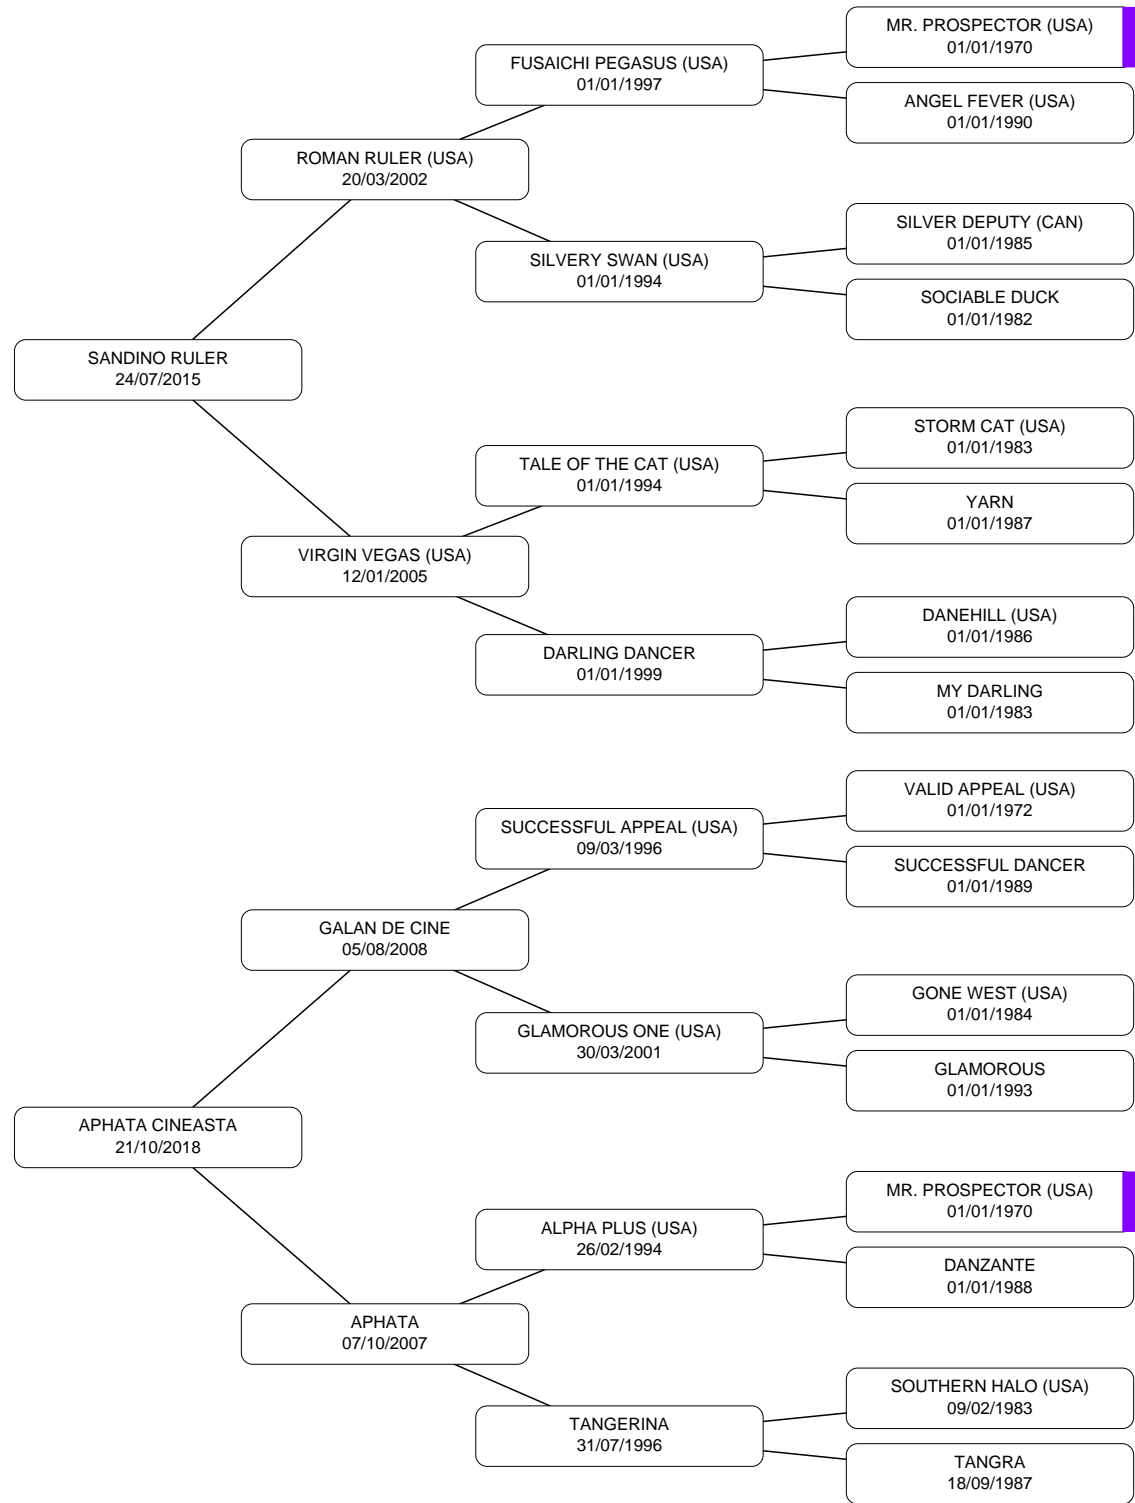 MR. PROSPECTOR (USA)
01/01/1970
FUSAICHI PEGASUS (USA)
01/01/1997
ANGEL FEVER (USA)
01/01/1990
ROMAN RULER (USA)
20/03/2002
SILVER DEPUTY (CAN)
01/01/1985
SILVERY SWAN (USA)
01/01/1994
SOCIABLE DUCK
01/01/1982
SANDINO RULER
24/07/2015
STORM CAT (USA)
01/01/1983
TALE OF THE CAT (USA)
01/01/1994
YARN
01/01/1987
VIRGIN VEGAS (USA)
12/01/2005
DANEHILL (USA)
01/01/1986
DARLING DANCER
01/01/1999
MY DARLING
01/01/1983
VALID APPEAL (USA)
01/01/1972
SUCCESSFUL APPEAL (USA)
09/03/1996
SUCCESSFUL DANCER
01/01/1989
GALAN DE CINE
05/08/2008
GONE WEST (USA)
01/01/1984
GLAMOROUS ONE (USA)
30/03/2001
GLAMOROUS
01/01/1993
APHATA CINEASTA
21/10/2018
MR. PROSPECTOR (USA)
01/01/1970
ALPHA PLUS (USA)
26/02/1994
DANZANTE
01/01/1988
APHATA
07/10/2007
SOUTHERN HALO (USA)
09/02/1983
TANGERINA
31/07/1996
TANGRA
18/09/1987